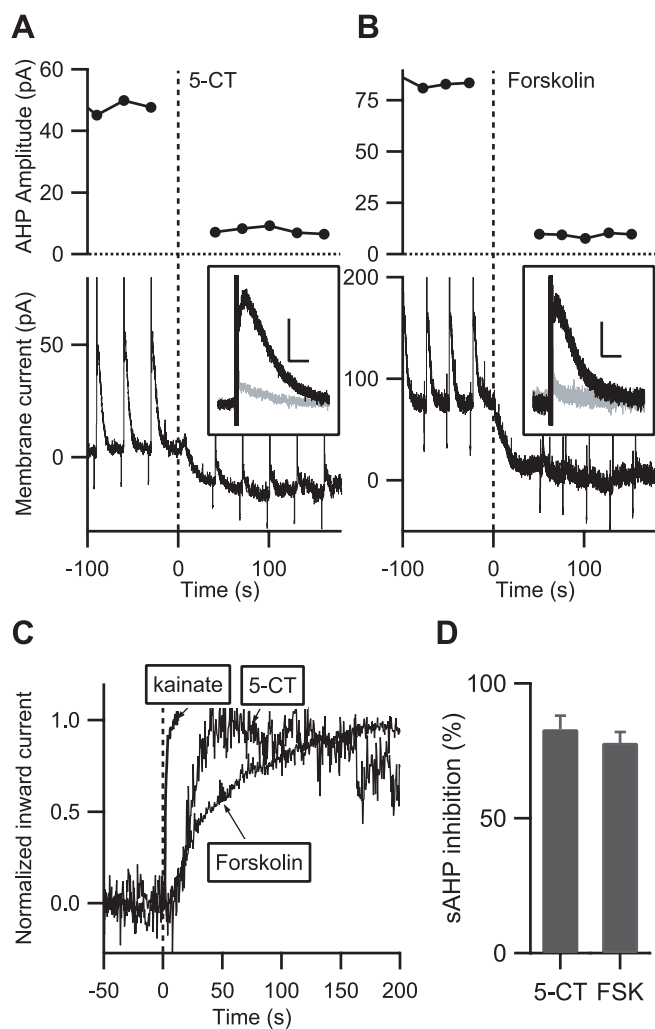 A
B
5-CT
Forskolin
AHP Amplitude (pA)
60
40
20
0
75
50
25
0
Membrane current (pA)
50
0
200
100
0
-100
0
100
Time (s)
-100
0
100
Time (s)
C
D
Normalized inward current
1.0
0.5
0.0
kainate
5-CT
Forskolin
-50
0
50
100
150
200
Time (s)
sAHP inhibition (%)
100
50
0
5-CT FSK